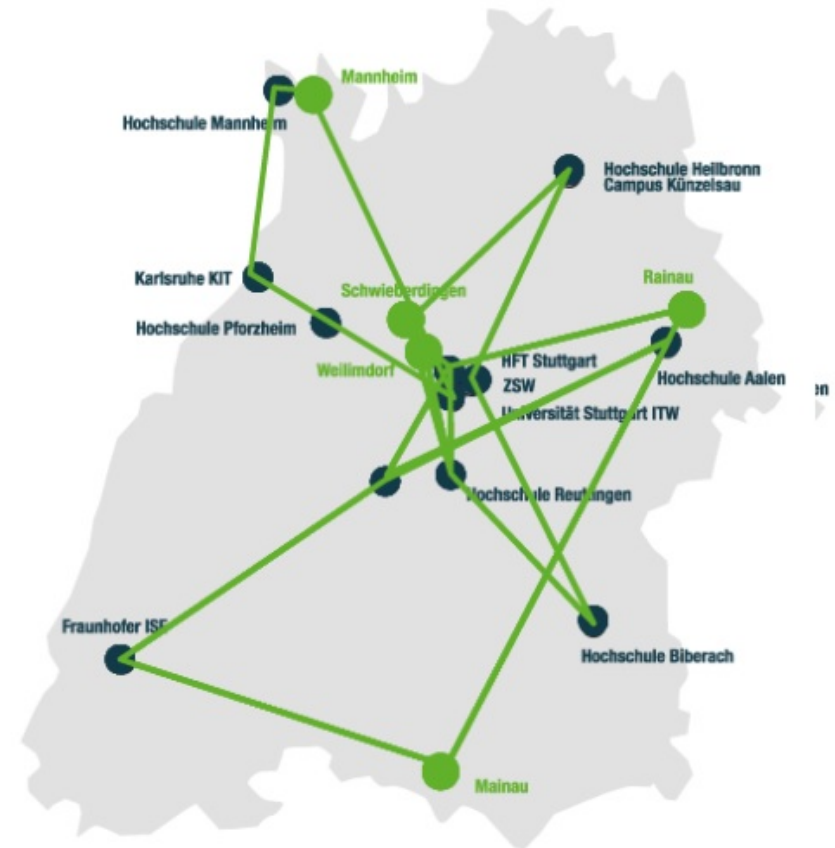 Mannheim
Hochschule Mannheim
Hochschule Heilbronn
Campus Künzelsau
Karlsruhe KIT
Rainau
Schwieberdingen
Hochschule Pforzheim
HFT Stuttgart
Weilimdorf
Hochschule Aalen
ZSW
en
Universität Stuttgart ITW
Hochschule Reutlingen
Fraunhofer ISE
Hochschule Biberach
Mainau